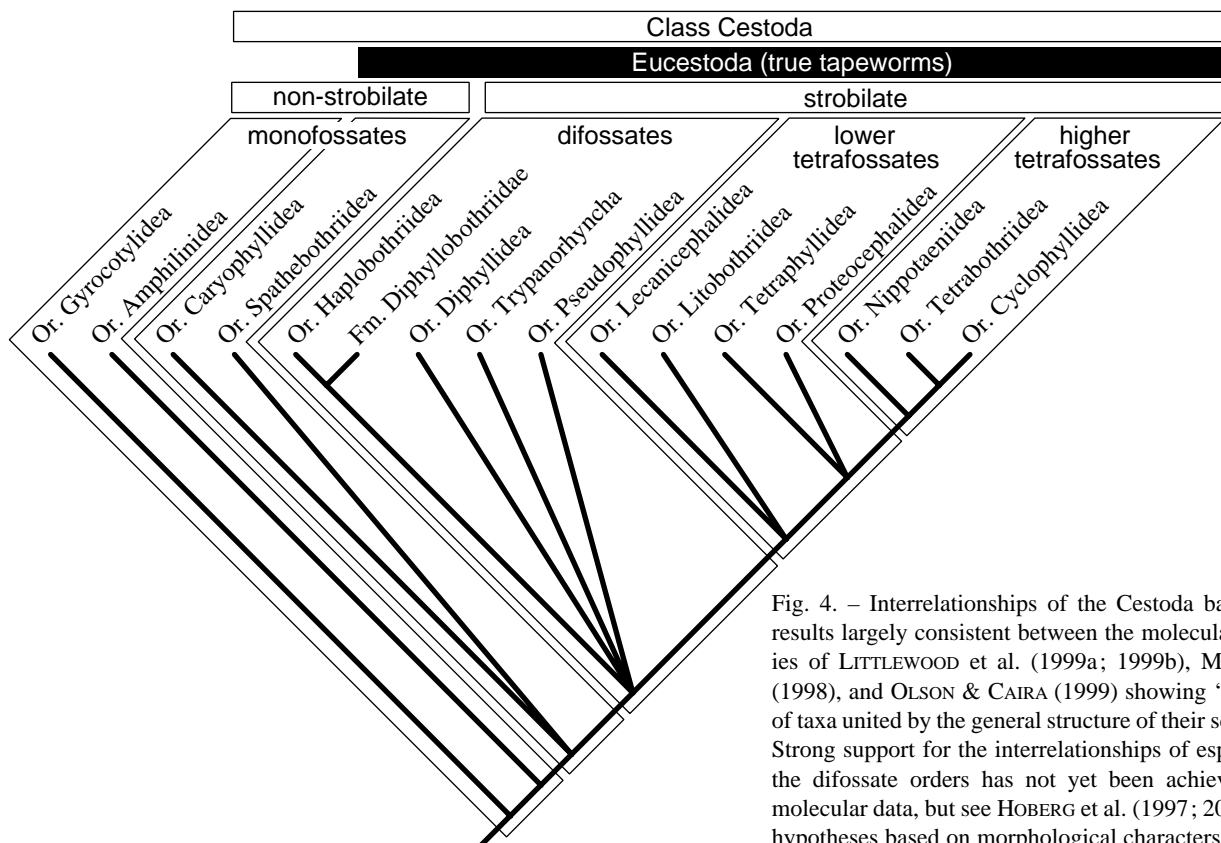 Class Cestoda
Eucestoda (true tapeworms)
non-strobilate
strobilate
monofossates
difossates
lower
tetrafossates
higher
tetrafossates
Or. Gyrocotylidea
Or. Amphilinidea
Or. Caryophyllidea
Or. Spathebothriidea
Or. Haplobothriidea
Fm. Diphyllobothriidae
Or. Diphyllidea
Or. Trypanorhyncha
Or. Pseudophyllidea
Or. Lecanicephalidea
Or. Litobothriidea
Or. Tetraphyllidea
Or. Proteocephalidea
Or. Nippotaeniidea
Or. Tetrabothriidea
Or. Cyclophyllidea
Fig. 4. – Interrelationships of the Cestoda ba
results largely consistent between the molecula
ies of LITTLEWOOD et al. (1999a; 1999b), M
(1998), and OLSON & CAIRA (1999) showing ‘
of taxa united by the general structure of their sc
Strong support for the interrelationships of esp
the difossate orders has not yet been achiev
molecular data, but see HOBERG et al. (1997; 20
hypotheses based on morphological characters